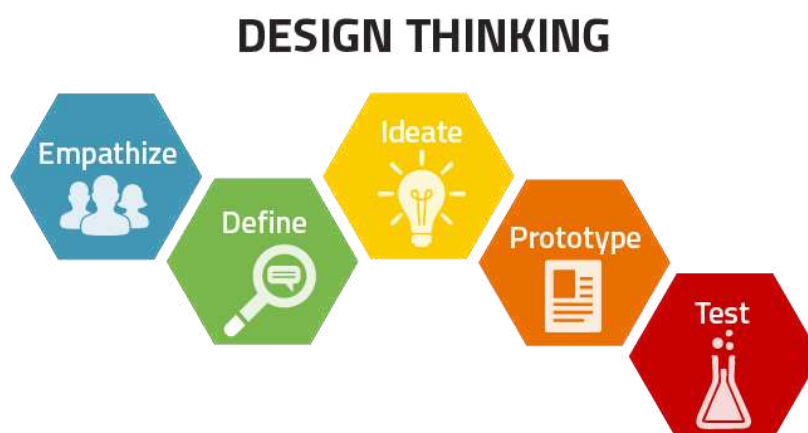 DESIGN THINKING
Empathize
Define
Ideate
Prototype
Test